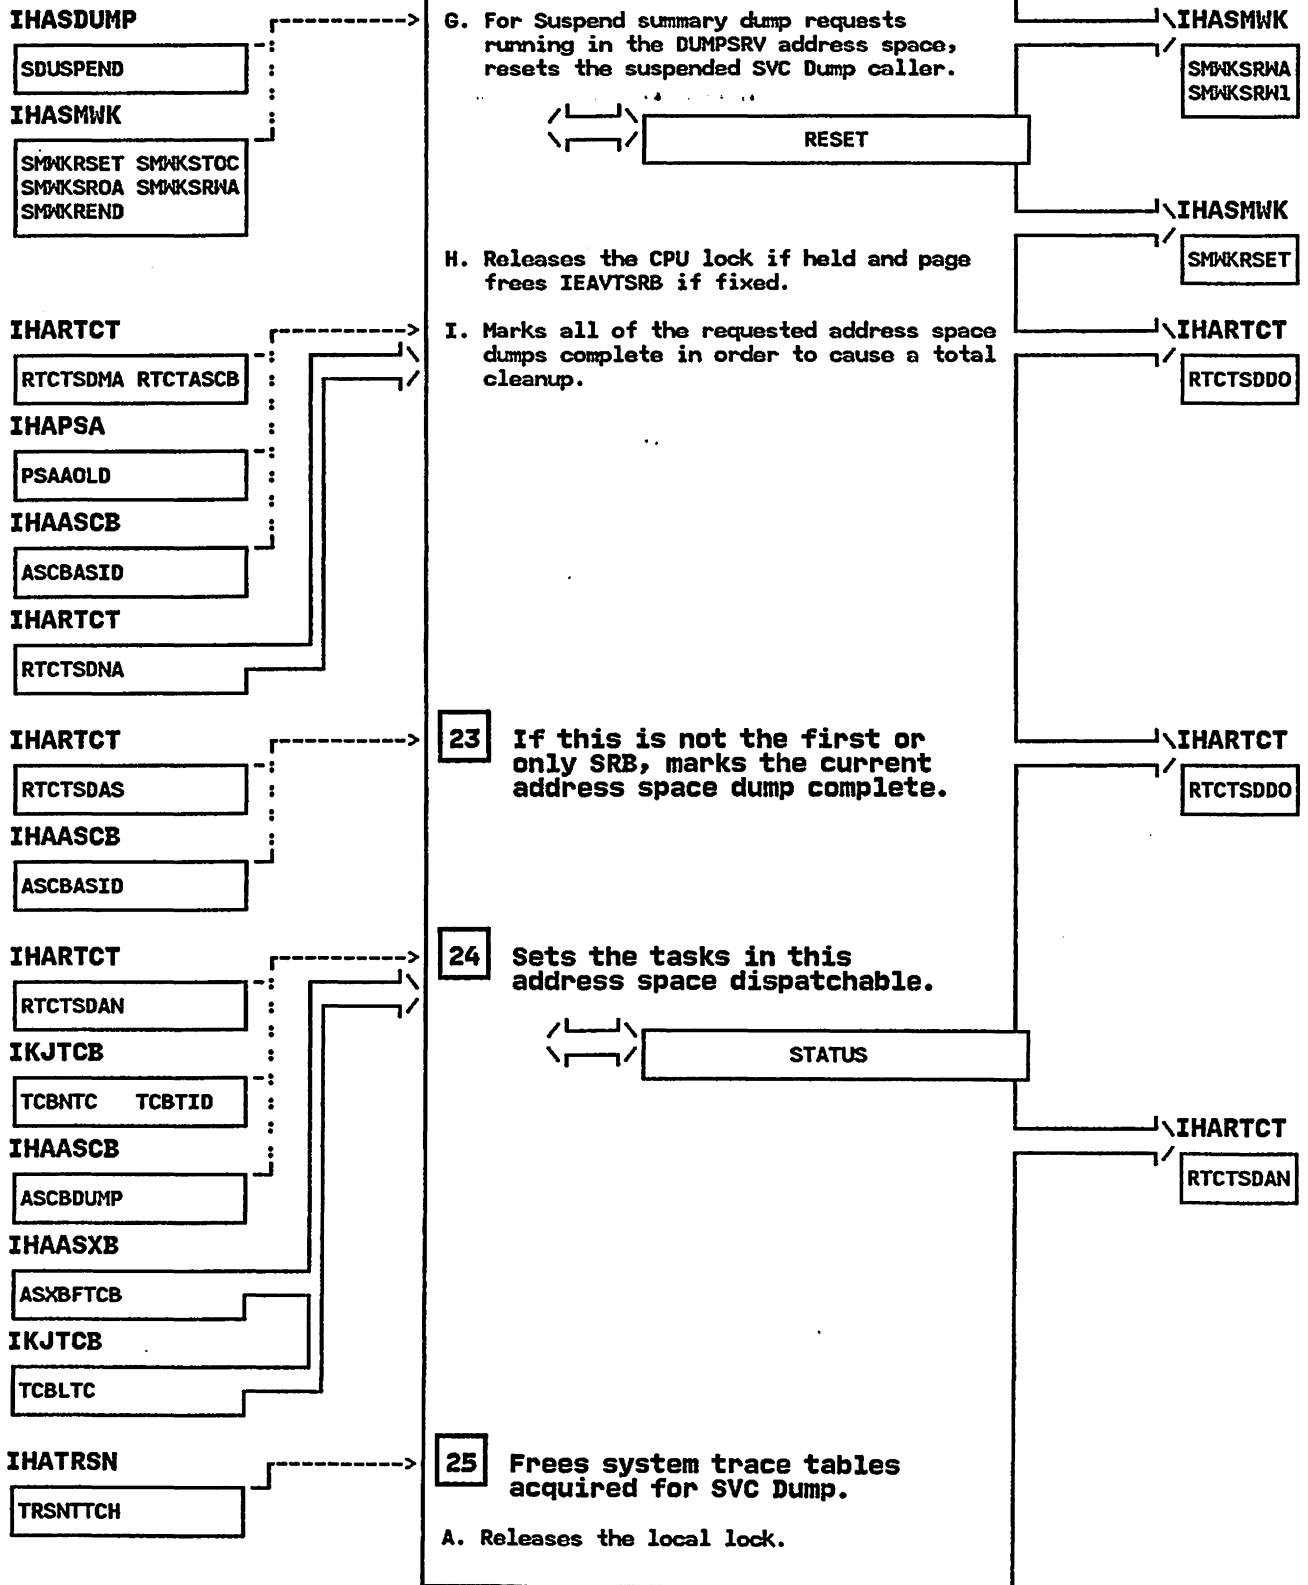 IHASDUMP
SDUSPEND
IHASMWK
SMWKRSET SMWKSTOC
SMWKSROA SMWKSRWA
SMWKREND
G. For Suspend summary dump requests
running in the DUMPSRV address space,
resets the suspended SVC Dump caller.
RESET
IHASMWK
SMWKSRWA
SMWKSRW1
IHASMWK
SMWKRSET
H. Releases the CPU lock if held and page
frees IEAVTSRB if fixed.
IHARTCT
RTCTSDMA RTCTASCB
IHAPSA
PSAAOLD
IHAASCB
ASCBASID
IHARTCT
RTCTSDNA
I. Marks all of the requested address space
dumps complete in order to cause a total
cleanup.
IHARTCT
RTCTSDDO
IHARTCT
RTCTSDAS
IHAASCB
ASCBASID
23 If this is not the first or
only SRB, marks the current
address space dump complete.
IHARTCT
RTCTSDDO
IHARTCT
RTCTSDAN
IKJTCB
TCBNTC TCBTID
IHAASCB
ASCBDUMP
IHAASXB
ASXBFTCB
IKJTCB
TCBLTC
24 Sets the tasks in this
address space dispatchable.
STATUS
IHARTCT
RTCTSDAN
IHATRSN
TRSNTTCH
25 Frees system trace tables
acquired for SVC Dump.
A. Releases the local lock.